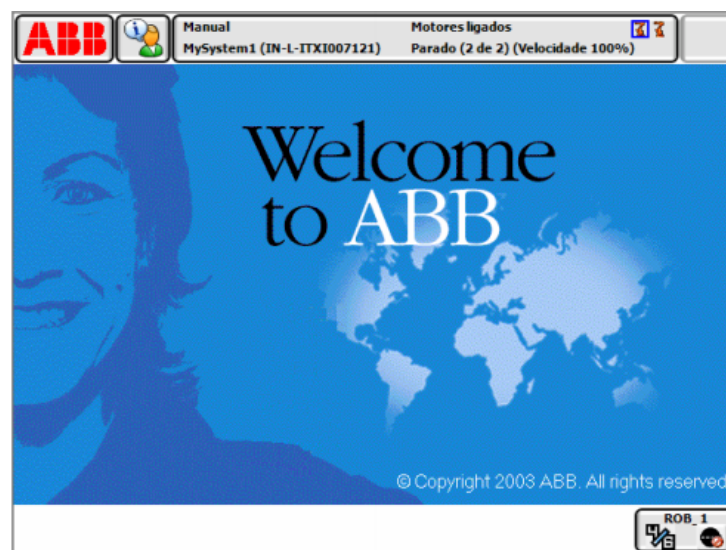 ABB
Manual
MySystem1 (IN-L-ITXI007121)
Motores ligados
Parado (2 de 2) (Velocidade 100%)
Welcome
to ABB
© Copyright 2003 ABB. All rights reserved
ROB_1